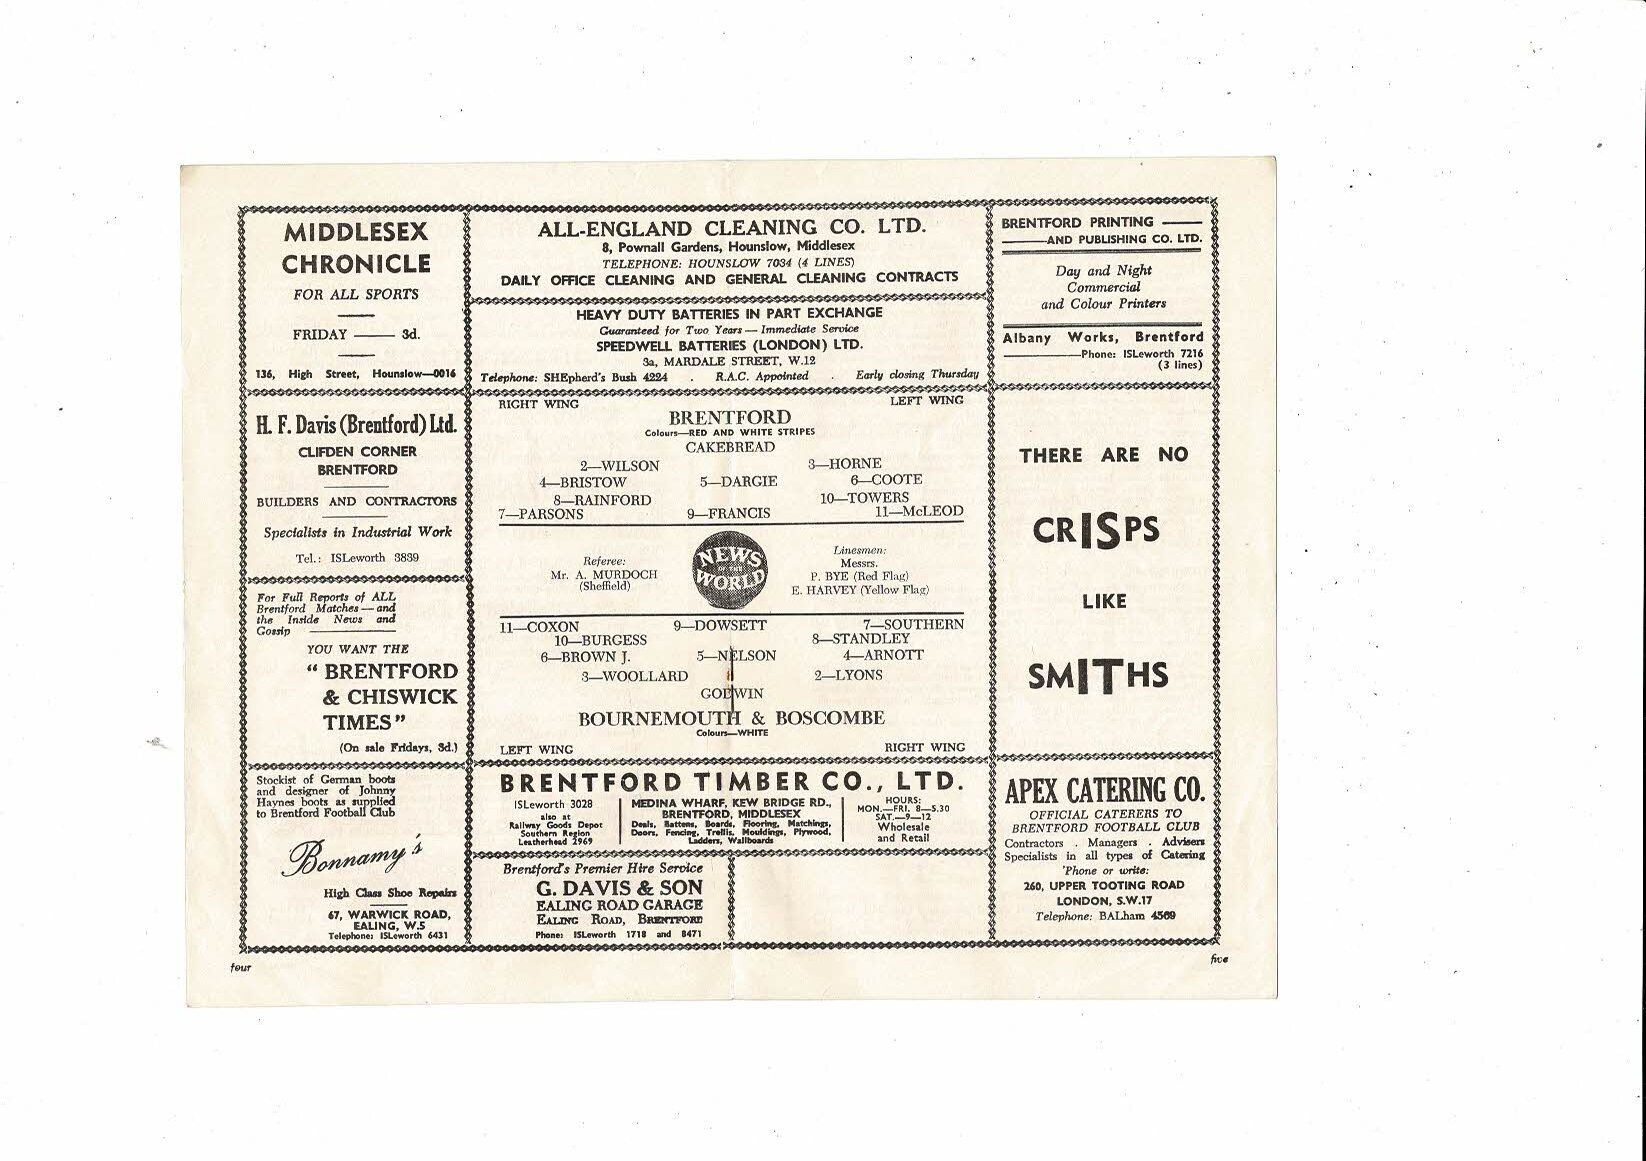 MIDDLESEX
CHRONICLE
FOR ALL SPORTS
FRIDAY —— 3d.
136, High Street, Hounslow—0016
H. F. Davis (Brentford) Ltd.
CLIFDEN CORNER
BRENTFORD
BUILDERS AND CONTRACTORS
Specialists in Industrial Work
Tel.: ISLeworth 3839
For Full Reports of ALL
Brentford Matches—and
the Inside News and
Gossip
YOU WANT THE
“ BRENTFORD
& CHISWICK
TIMES”
(On sale Fridays, 3d.)
Stockist of German boots
and designer of Johnny
Haynes boots as supplied
to Brentford Football Club
Bonnamy's
High Class Shoe Repairs
67, WARWICK ROAD,
EALING, W.5
Telephone: ISLeworth 6431
four
ALL-ENGLAND CLEANING CO. LTD.
8, Pownall Gardens, Hounslow, Middlesex
TELEPHONE: HOUNSLOW 7034 (4 LINES)
DAILY OFFICE CLEANING AND GENERAL CLEANING CONTRACTS
HEAVY DUTY BATTERIES IN PART EXCHANGE
Guaranteed for Two Years — Immediate Service
SPEEDWELL BATTERIES (LONDON) LTD.
3a, MARDALE STREET, W.12
Telephone: SHEpherd's Bush 4224 . R.A.C. Appointed . Early closing Thursday
RIGHT WING LEFT WING
BRENTFORD
Colours—RED AND WHITE STRIPES
CAKEBREAD
2—WILSON 3—HORNE
4—BRISTOW 5—DARGIE 6—COOTE
8—RAINFORD 10—TOWERS
7—PARSONS 9—FRANCIS 11—McLEOD
Referee:
Mr. A. MURDOCH
(Sheffield)
NEWS
OF THE
WORLD
Linesmen:
Messrs.
P. BYE (Red Flag)
E. HARVEY (Yellow Flag)
11—COXON 9—DOWSETT 7—SOUTHERN
10—BURGESS 8—STANDLEY
6—BROWN J. 5—NELSON 4—ARNOTT
3—WOOLLARD 2—LYONS
GODWIN
BOURNEMOUTH & BOSCOMBE
Colours—WHITE
LEFT WING RIGHT WING
BRENTFORD TIMBER CO., LTD.
ISLeworth 3028
also at
Railway Goods Depot
Southern Region
Leatherhead 2969
MEDINA WHARF, KEW BRIDGE RD.,
BRENTFORD, MIDDLESEX
Deals, Battens, Boards, Flooring, Matchings,
Doors, Fencing, Trellis, Mouldings, Plywood,
Ladders, Wallboards
HOURS:
MON.—FRI. 8—5.30
SAT.—9—12
Wholesale
and Retail
Brentford's Premier Hire Service
G. DAVIS & SON
EALING ROAD GARAGE
EALING ROAD, BRENTFORD
Phone: ISLeworth 1718 and 8471
BRENTFORD PRINTING ——
——AND PUBLISHING CO. LTD.
Day and Night
Commercial
and Colour Printers
Albany Works, Brentford
——Phone: ISLeworth 7216
(3 lines)
THERE ARE NO
CRISPS
LIKE
SMITHS
APEX CATERING CO.
OFFICIAL CATERERS TO
BRENTFORD FOOTBALL CLUB
Contractors . Managers . Advisers
Specialists in all types of Catering
'Phone or write:
260, UPPER TOOTING ROAD
LONDON, S.W.17
Telephone: BALham 4569
five